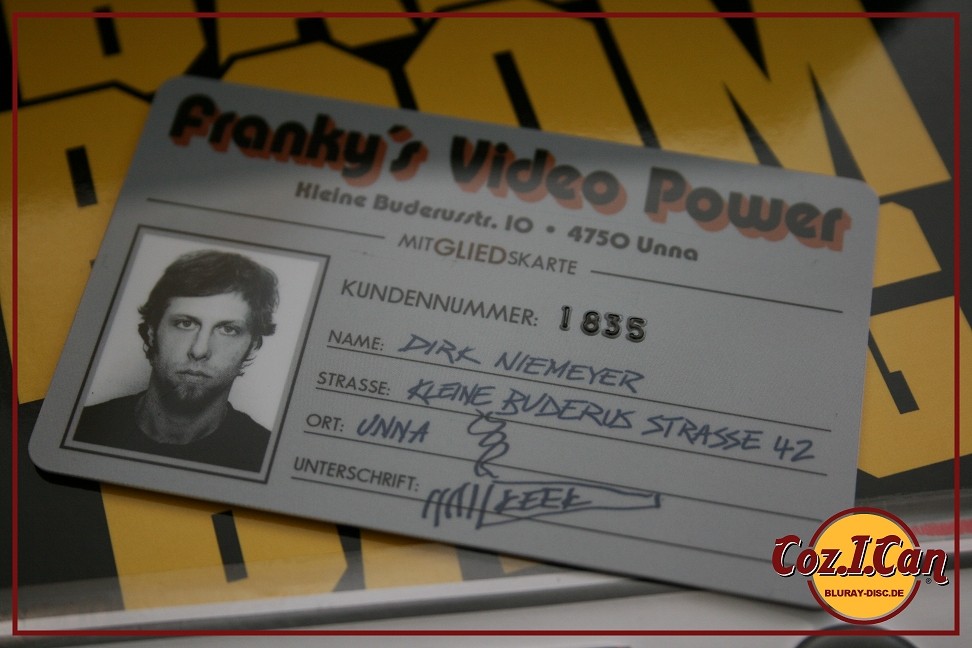 Franky's Video Power
Kleine Buderusstr. 10 • 4750 Unna
MITGLIEDSKARTE
KUNDENNUMMER: 1835
NAME: DIRK NIEMEYER
STRASSE: KLEINE BUDERUS STRASSE 42
ORT: UNNA
UNTERSCHRIFT:
Coz.I.Can®
BLURAY-DISC.DE